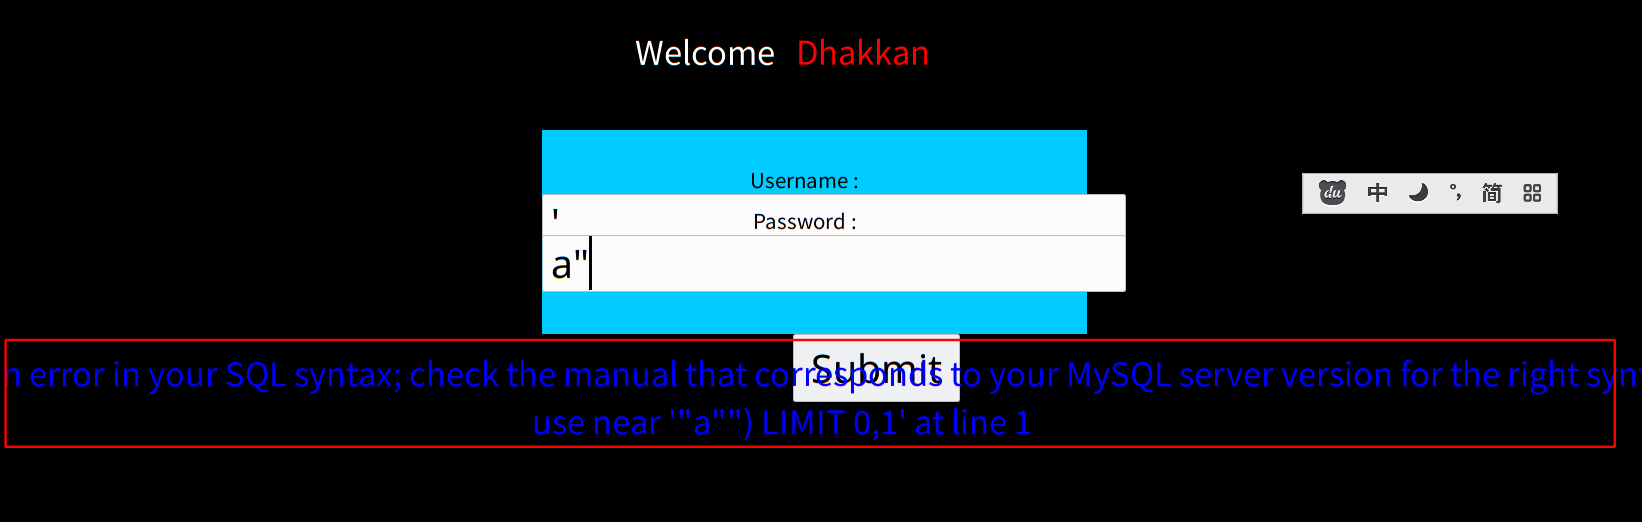 Welcome Dhakkan
Username :
'
Password :
a"
du 中 °, 简
Submit
n error in your SQL syntax; check the manual that corresponds to your MySQL server version for the right synt
use near '"a"") LIMIT 0,1' at line 1